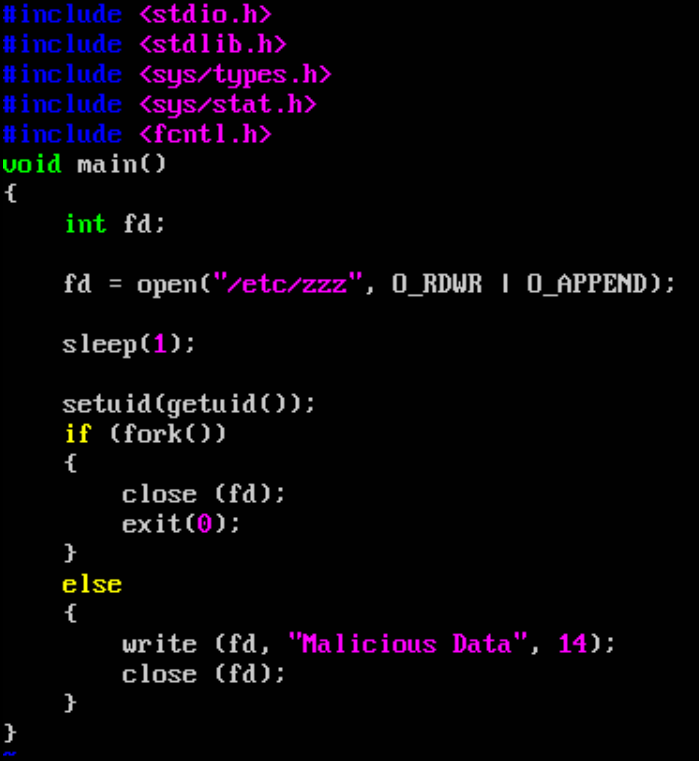 #include <stdio.h>
#include <stdlib.h>
#include <sys/types.h>
#include <sys/stat.h>
#include <fcntl.h>
void main()
{
int fd;
fd = open("/etc/zzz", O_RDWR | O_APPEND);
sleep(1);
setuid(getuid());
if (fork())
{
close (fd);
exit(0);
}
else
{
write (fd, "Malicious Data", 14);
close (fd);
}
}
~